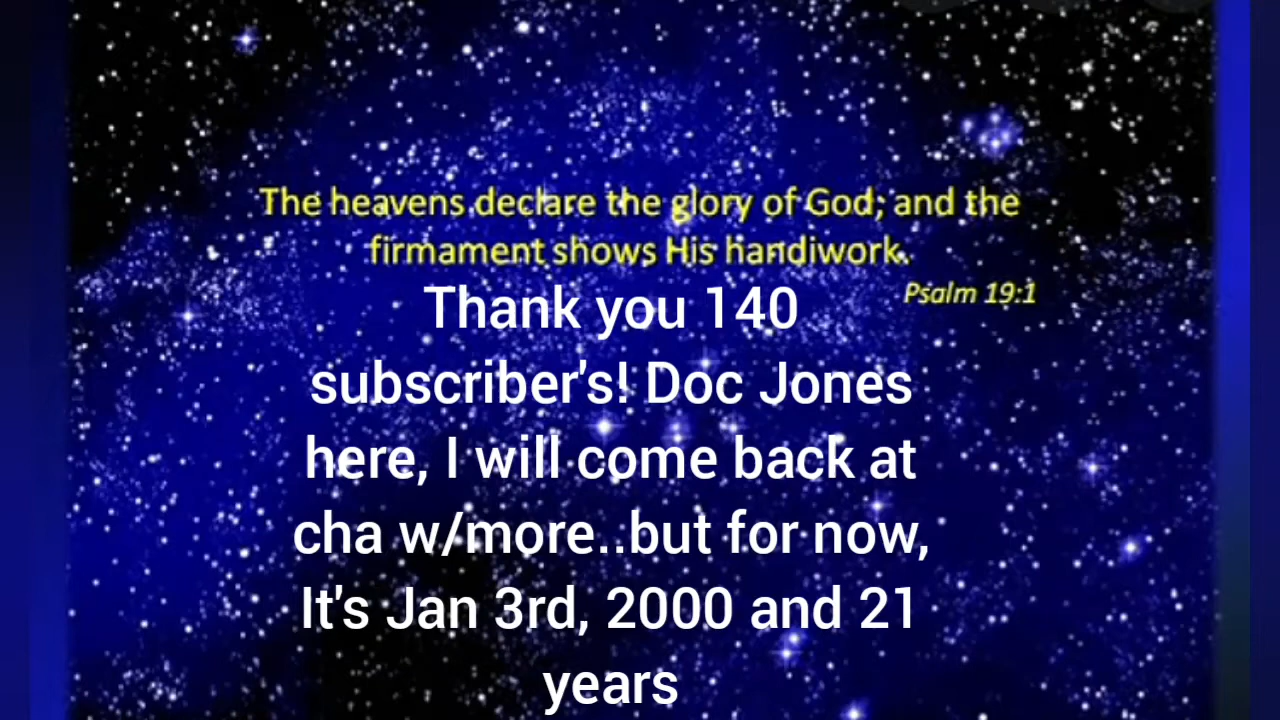 The heavens declare the glory of God; and the
firmament shows His handiwork.
Psalm 19:1
Thank you 140
subscriber's! Doc Jones
here, I will come back at
cha w/more..but for now,
It's Jan 3rd, 2000 and 21
years